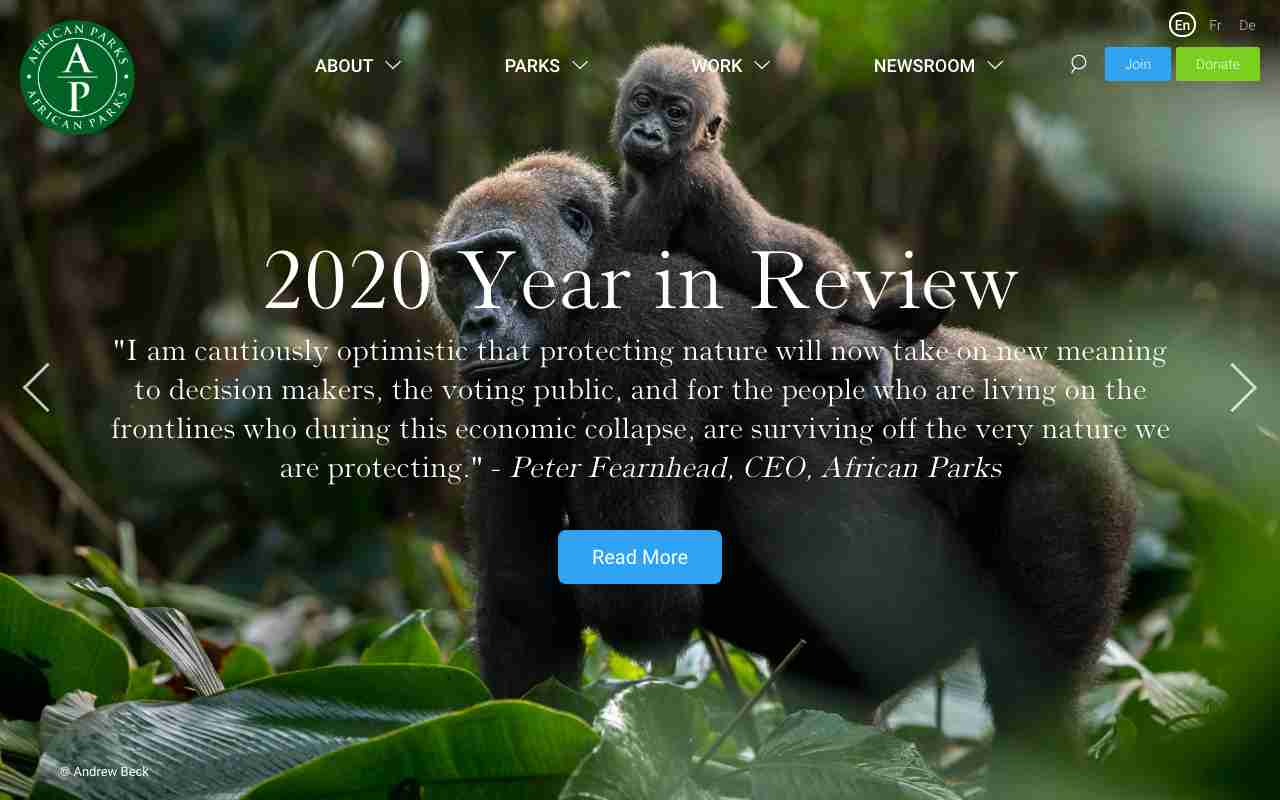 En Fr De
AFRICAN PARKS
AP
AFRICAN PARKS
ABOUT PARKS WORK NEWSROOM Join Donate
2020 Year in Review
"I am cautiously optimistic that protecting nature will now take on new meaning
to decision makers, the voting public, and for the people who are living on the
frontlines who during this economic collapse, are surviving off the very nature we
are protecting." - Peter Fearnhead, CEO, African Parks
Read More
© Andrew Beck